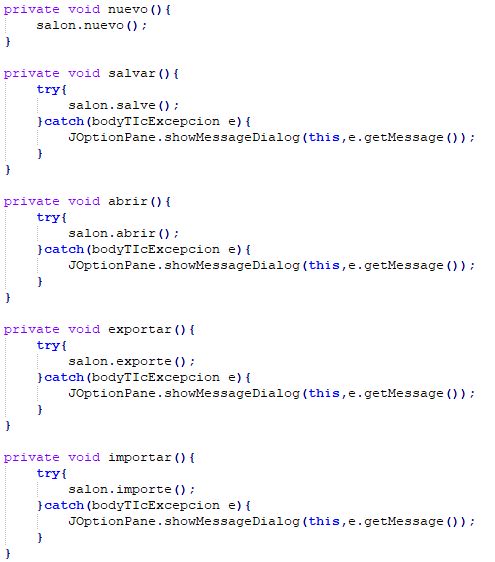 private void nuevo(){
    salon.nuevo();
}

private void salvar(){
    try{
        salon.salve();
    }catch(bodyTIcExcepcion e){
        JOptionPane.showMessageDialog(this,e.getMessage());
    }
}

private void abrir(){
    try{
        salon.abrir();
    }catch(bodyTIcExcepcion e){
        JOptionPane.showMessageDialog(this,e.getMessage());
    }
}

private void exportar(){
    try{
        salon.exporte();
    }catch(bodyTIcExcepcion e){
        JOptionPane.showMessageDialog(this,e.getMessage());
    }
}

private void importar(){
    try{
        salon.importe();
    }catch(bodyTIcExcepcion e){
        JOptionPane.showMessageDialog(this,e.getMessage());
    }
}